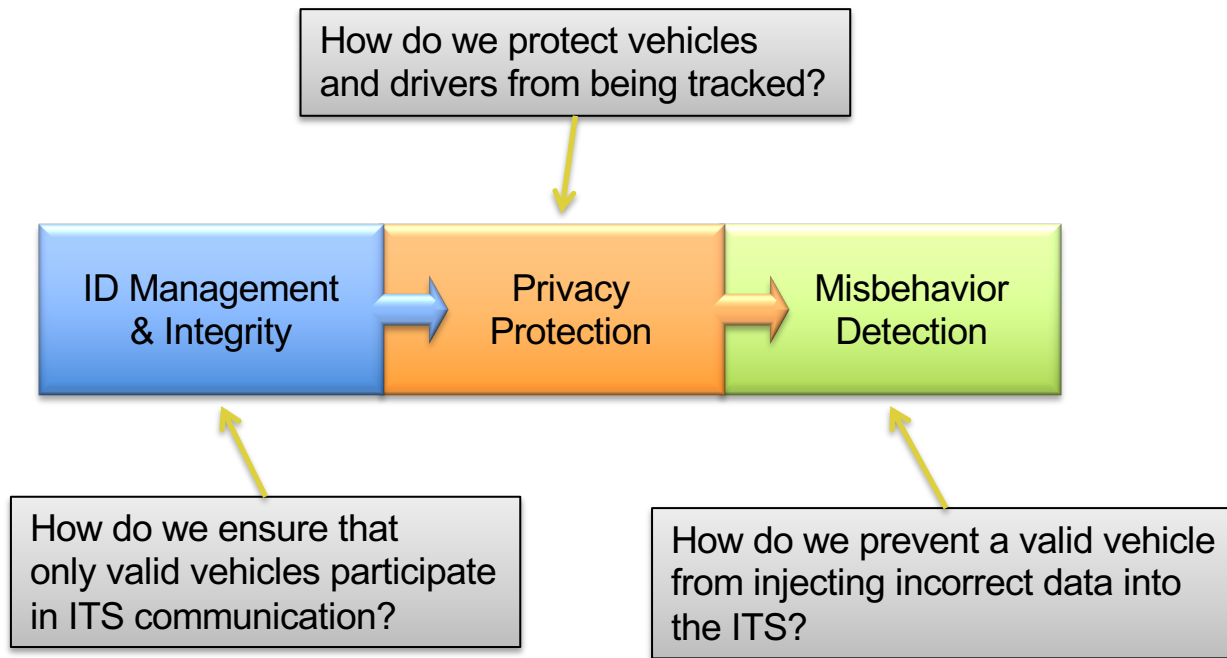 How do we protect vehicles
and drivers from being tracked?
ID Management
& Integrity
Privacy
Protection
Misbehavior
Detection
How do we ensure that
only valid vehicles participate
in ITS communication?
How do we prevent a valid vehicle
from injecting incorrect data into
the ITS?